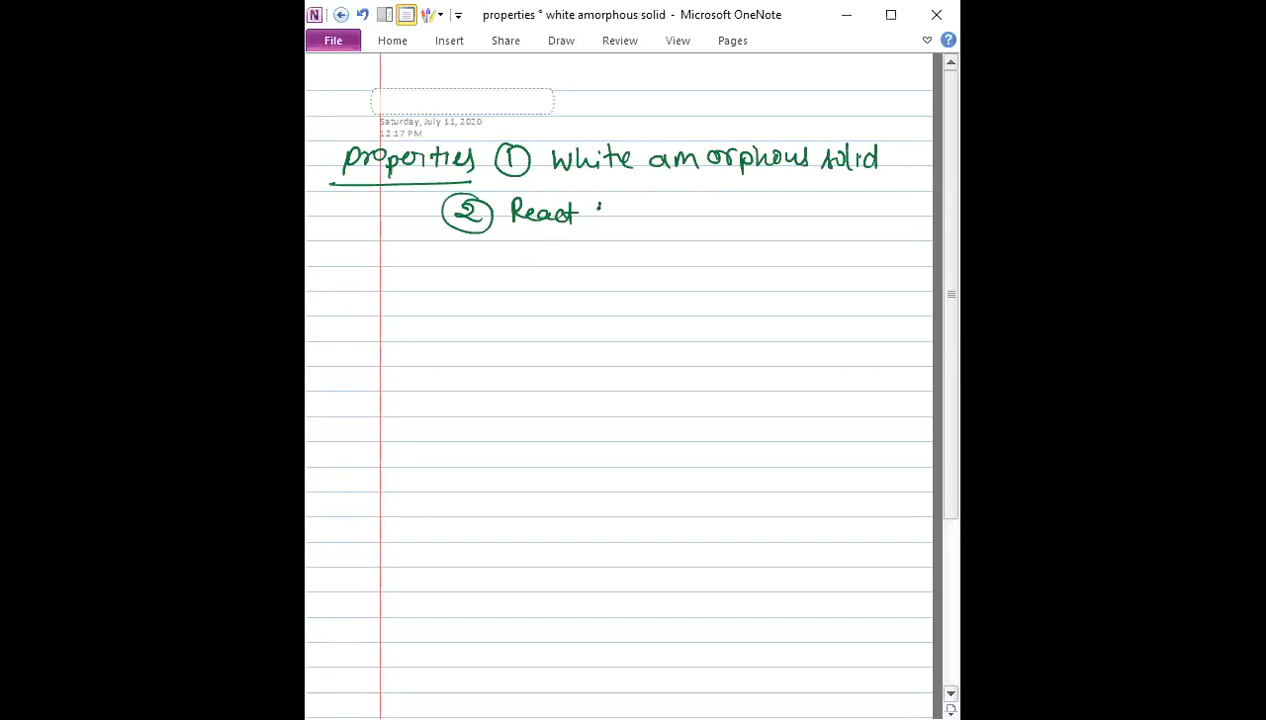 properties ° white amorphous solid - Microsoft OneNote
File Home Insert Share Draw Review View Pages
Saturday, July 11, 2020
12:17 PM
properties ① White amorphous solid
② React